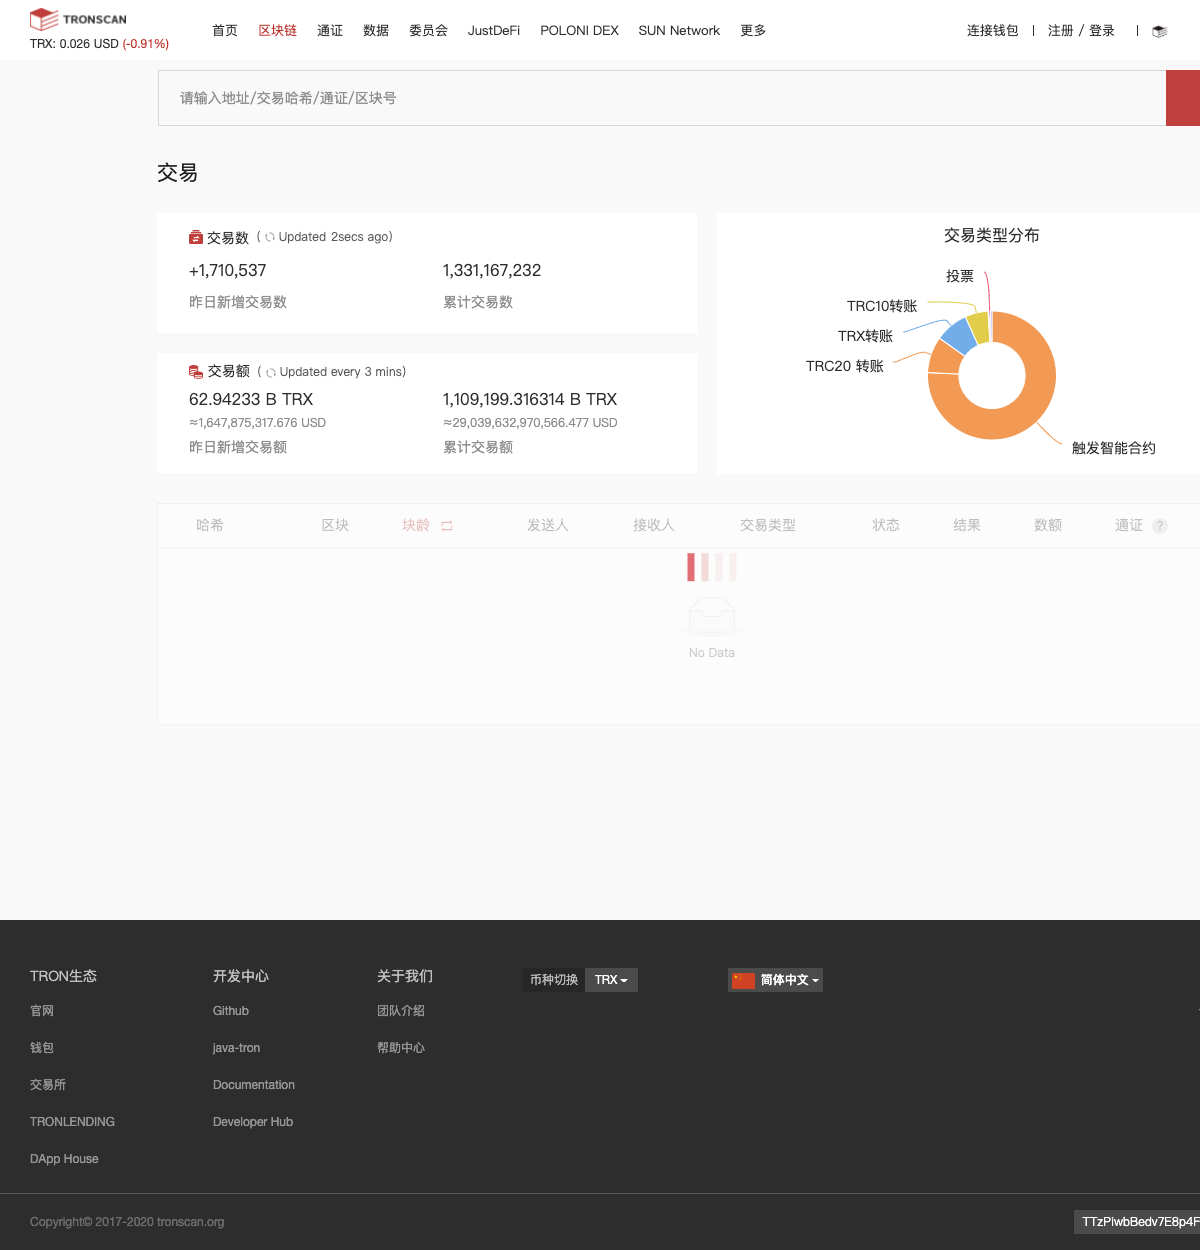 TRONSCAN
TRX: 0.026 USD (-0.91%)
首页 区块链 通证 数据 委员会 JustDeFi POLONI DEX SUN Network 更多 连接钱包 | 注册 / 登录 |
请输入地址/交易哈希/通证/区块号
交易
交易数 ( Updated 2secs ago)
+1,710,537 1,331,167,232
昨日新增交易数 累计交易数
交易额 ( Updated every 3 mins)
62.94233 B TRX 1,109,199.316314 B TRX
≈1,647,875,317.676 USD ≈29,039,632,970,566.477 USD
昨日新增交易额 累计交易额
交易类型分布
投票
TRC10转账
TRX转账
TRC20 转账
触发智能合约
哈希 区块 块龄 发送人 接收人 交易类型 状态 结果 数额 通证 ?
No Data
TRON生态 开发中心 关于我们 币种切换 TRX 简体中文
官网 Github 团队介绍
钱包 java-tron 帮助中心
交易所 Documentation
TRONLENDING Developer Hub
DApp House
Copyright© 2017-2020 tronscan.org TTzPiwbBedv7E8p4F